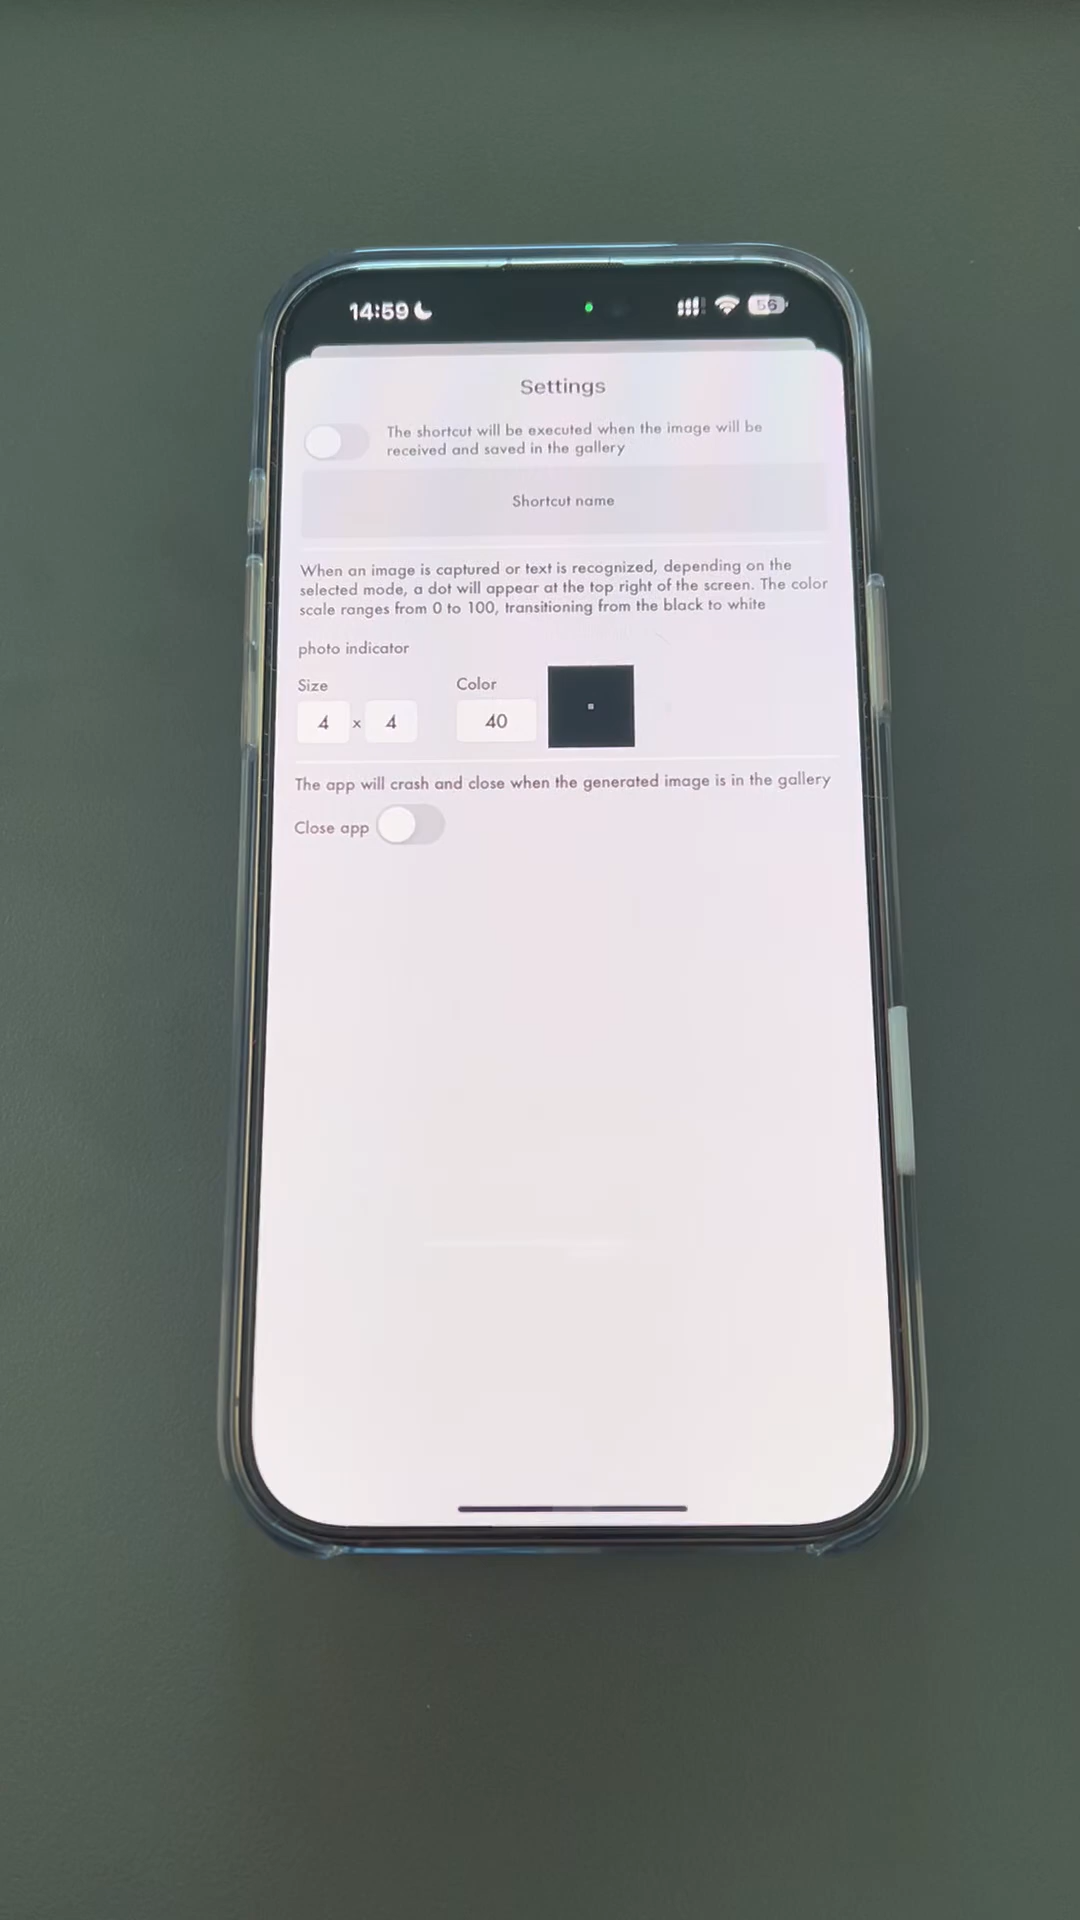 14:59
56
Settings
The shortcut will be executed when the image will be
received and saved in the gallery
Shortcut name
When an image is captured or text is recognized, depending on the
selected mode, a dot will appear at the top right of the screen. The color
scale ranges from 0 to 100, transitioning from the black to white
photo indicator
Size
Color
4 x 4
40
The app will crash and close when the generated image is in the gallery
Close app